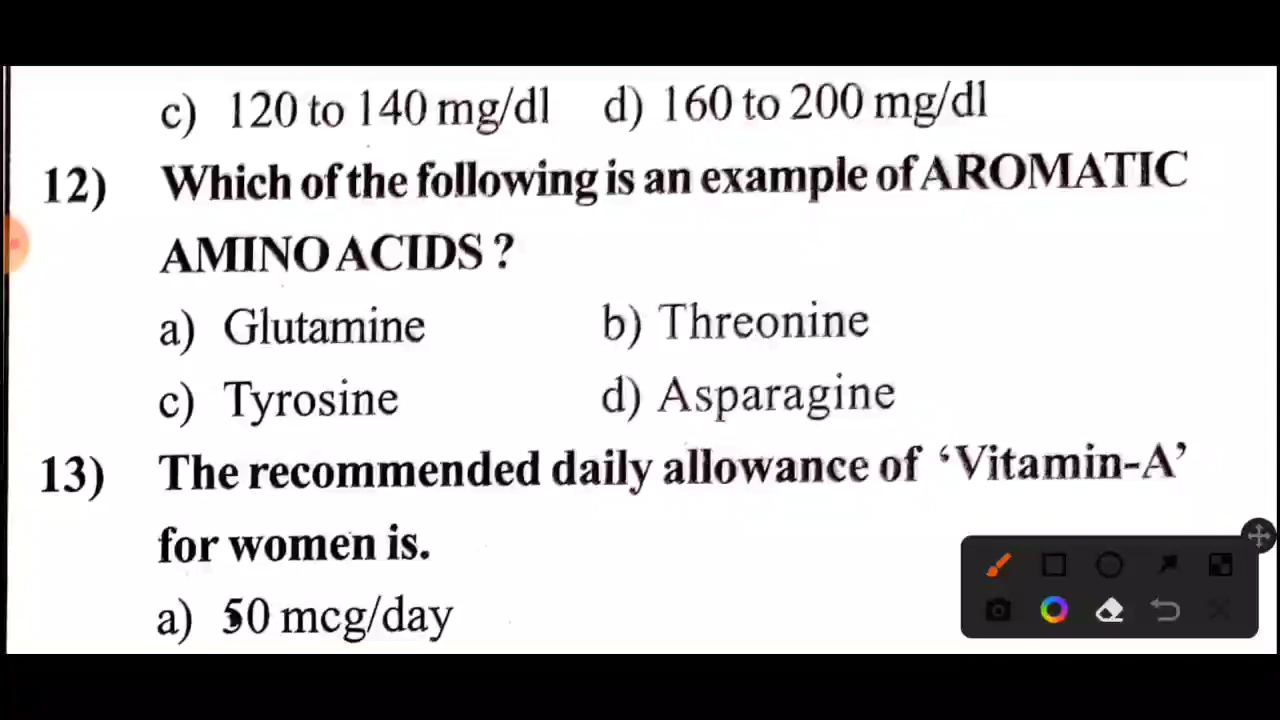 c) 120 to 140 mg/dl d) 160 to 200 mg/dl
12) Which of the following is an example of AROMATIC
AMINO ACIDS ?
a) Glutamine b) Threonine
c) Tyrosine d) Asparagine
13) The recommended daily allowance of ‘Vitamin-A’
for women is.
a) 50 mcg/day